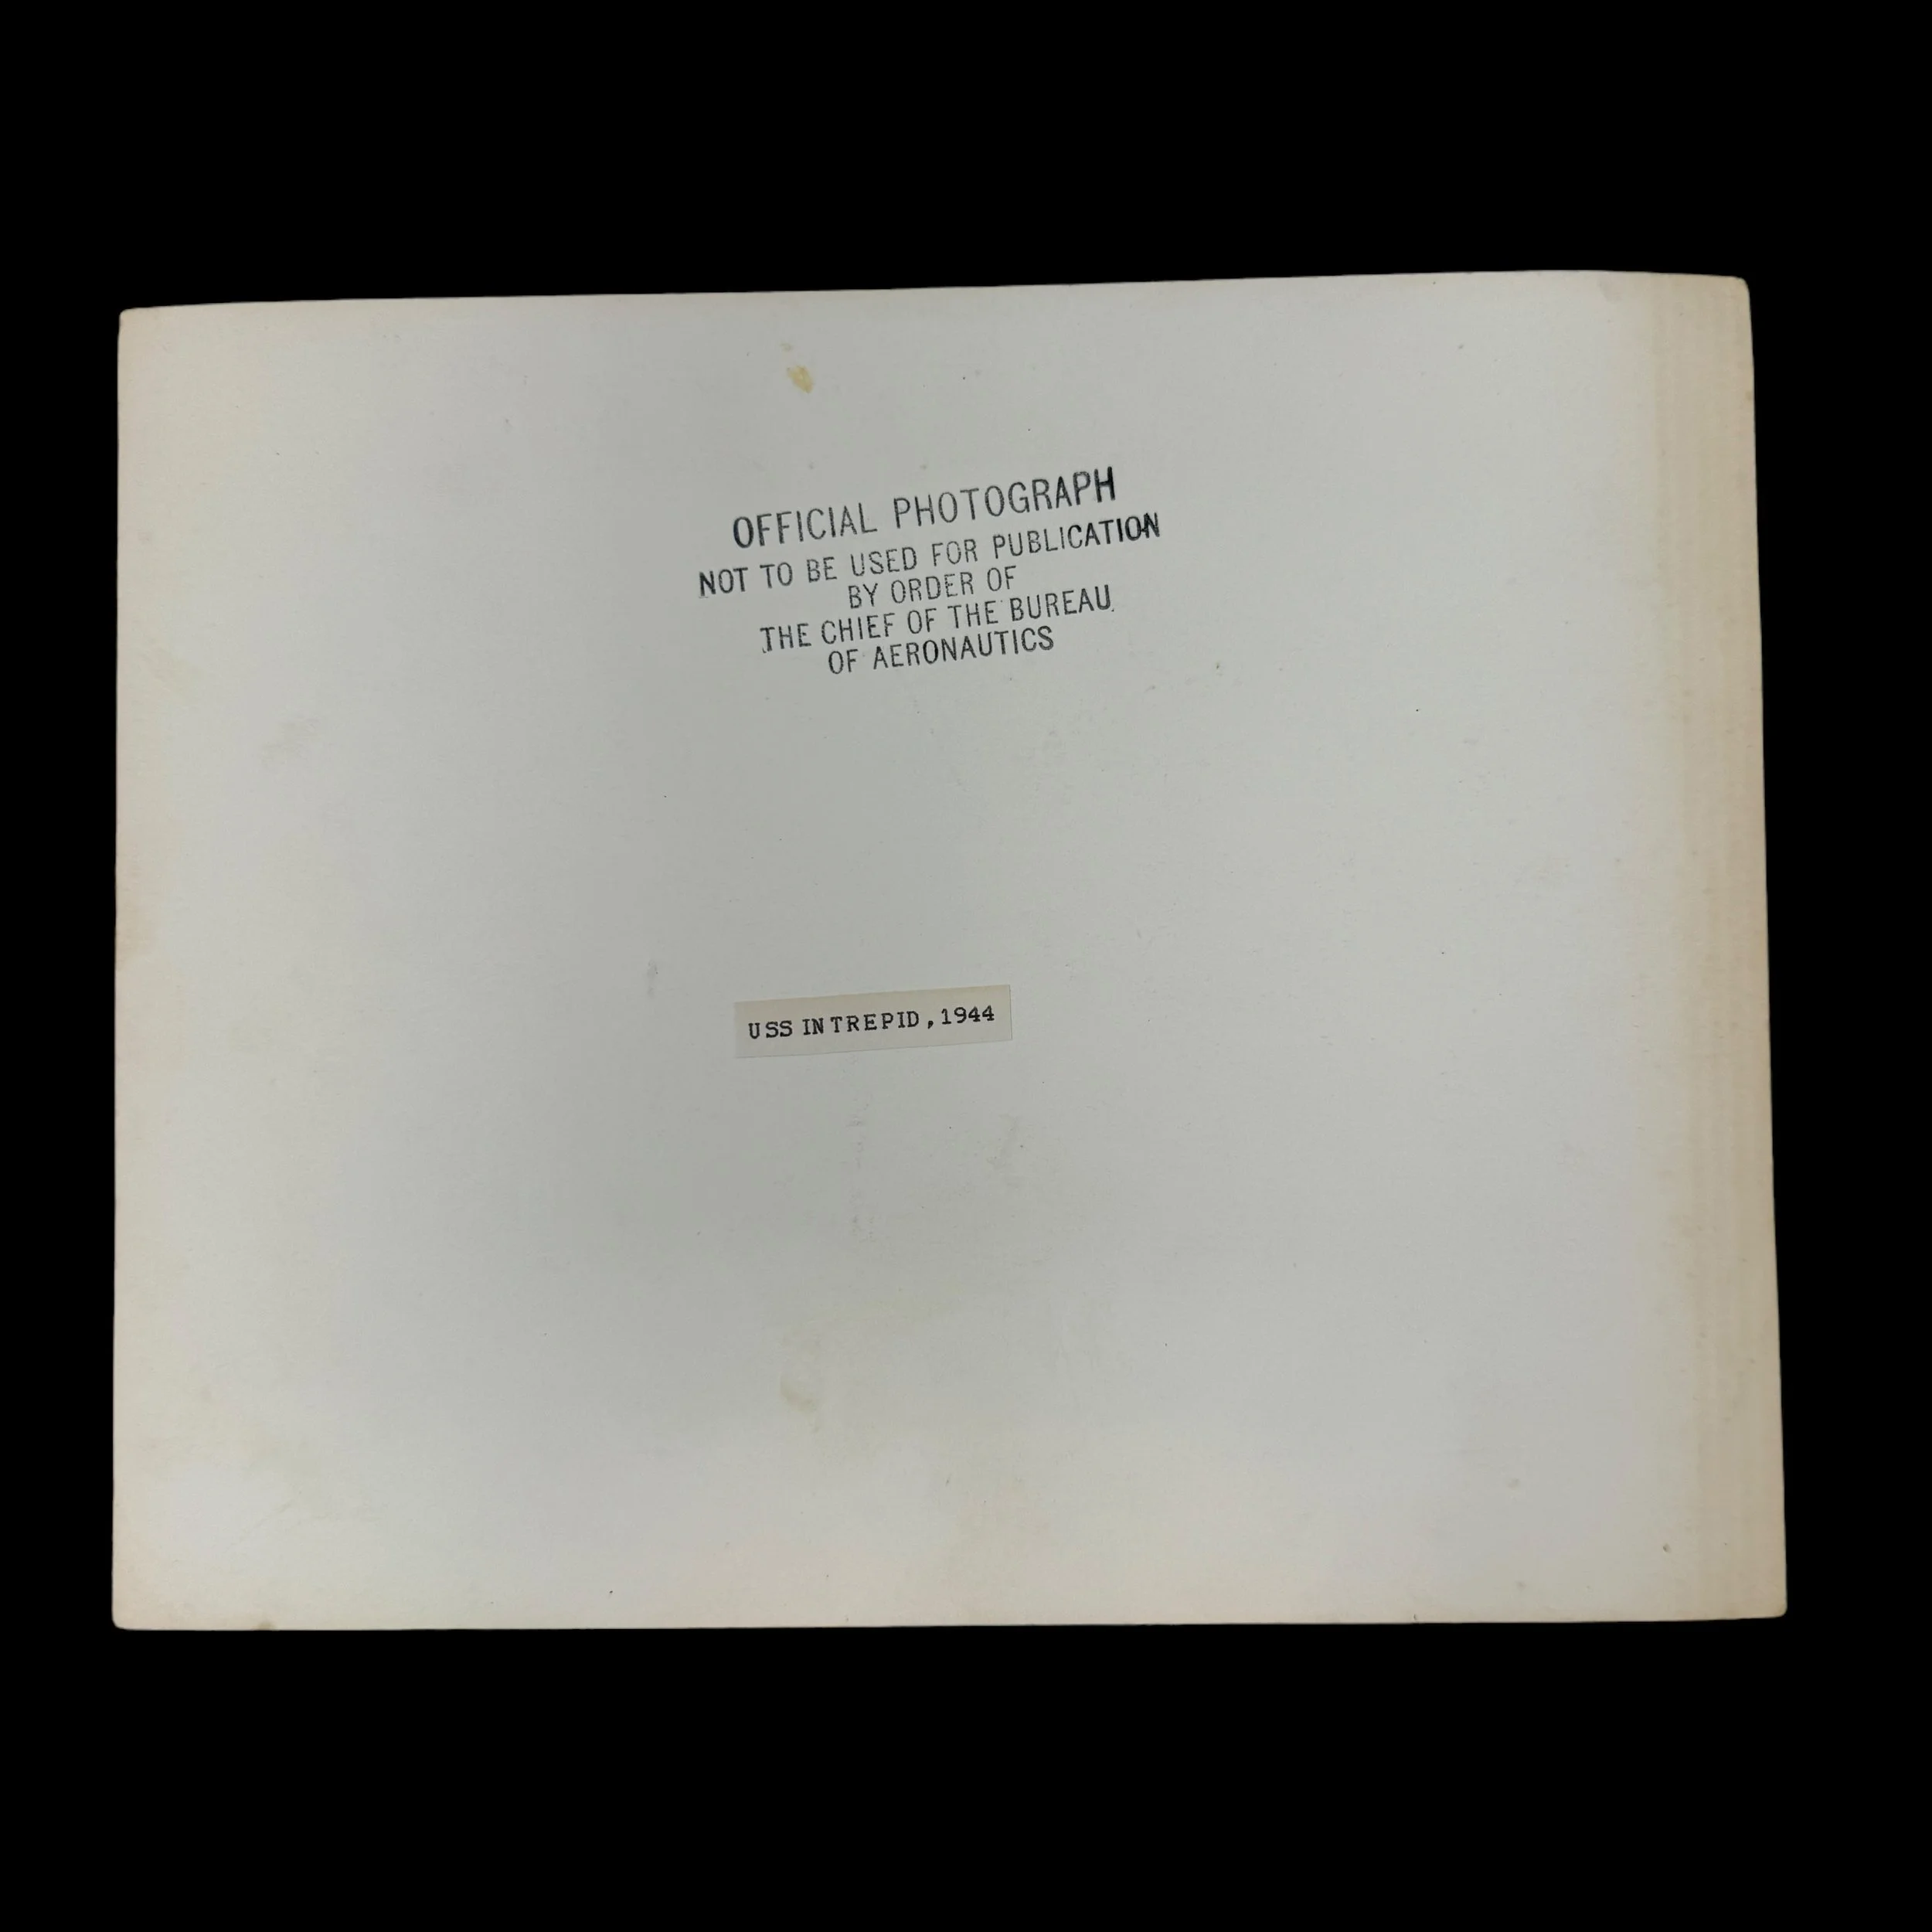 OFFICIAL PHOTOGRAPH
NOT TO BE USED FOR PUBLICATION
BY ORDER OF
THE CHIEF OF THE BUREAU
OF AERONAUTICS
USS INTREPID, 1944